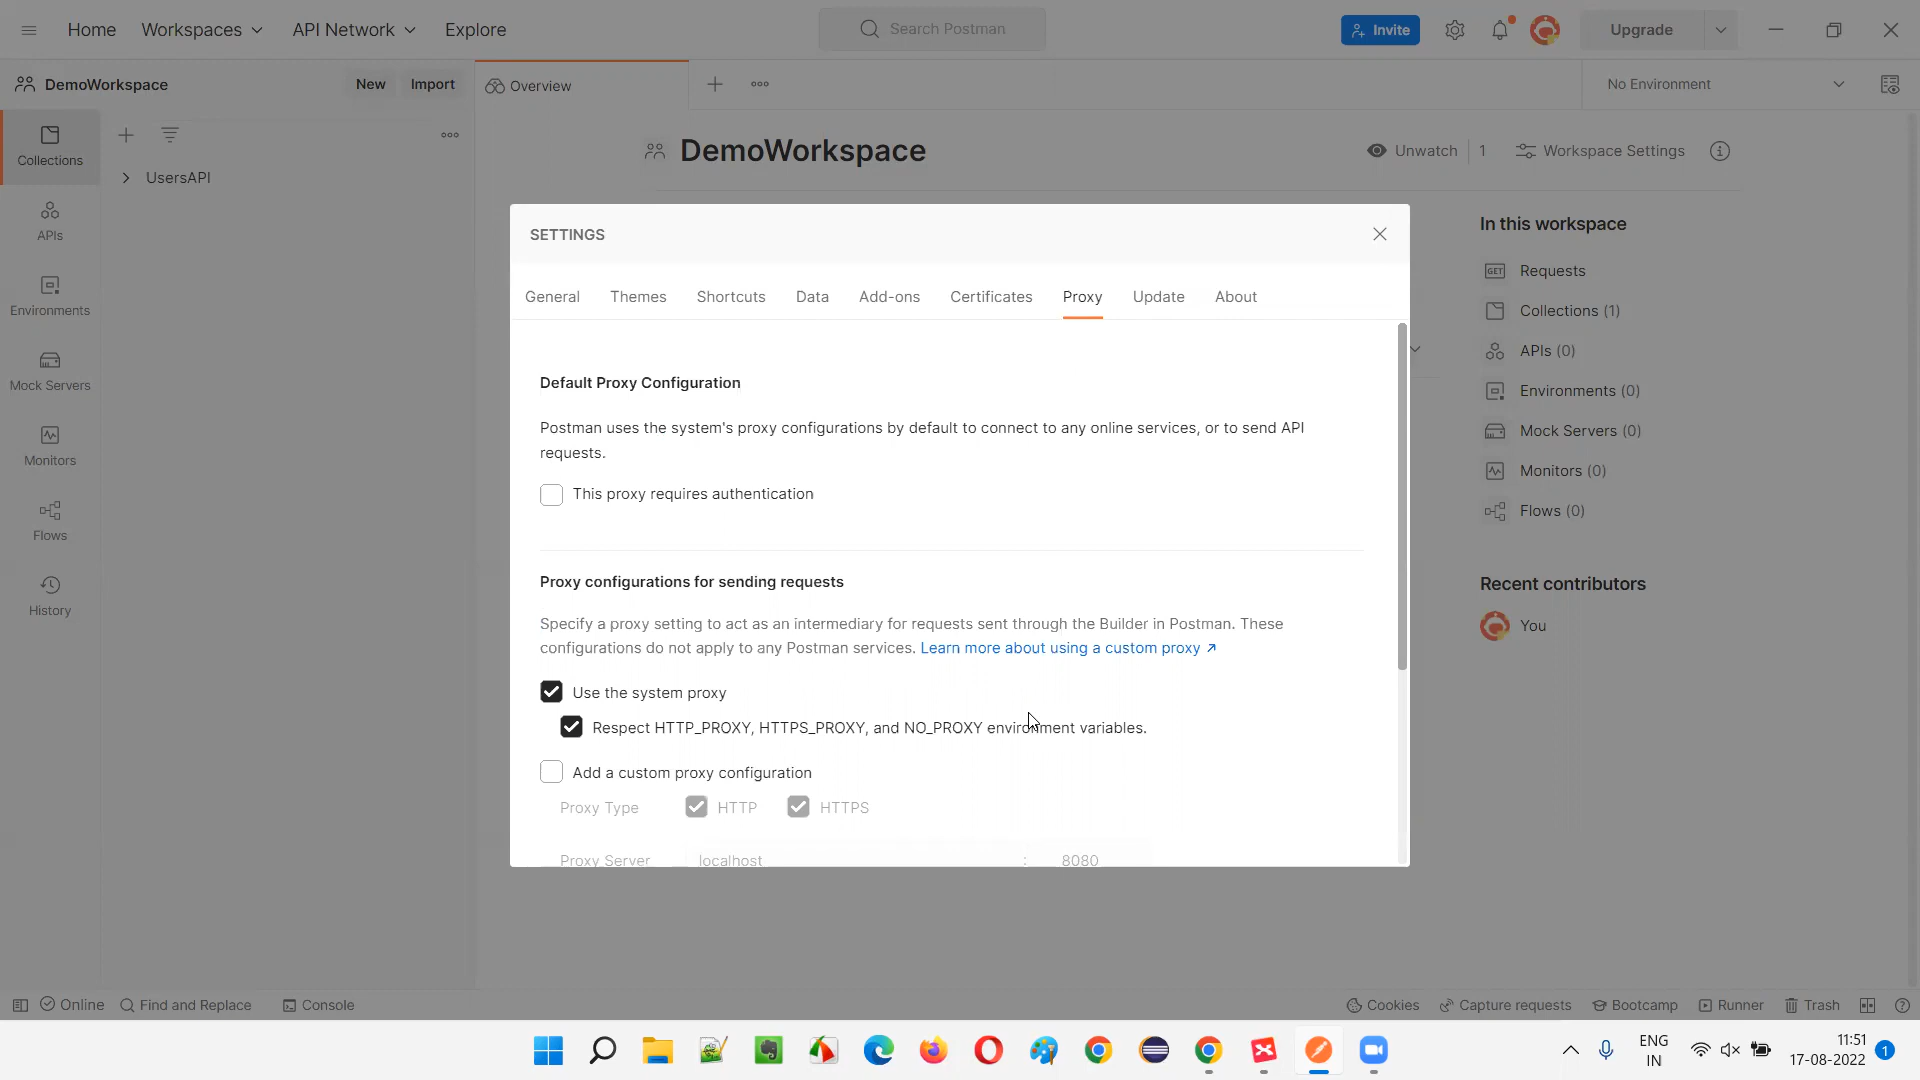 Home
Workspaces
API Network
Explore
Search Postman
Invite
Upgrade
DemoWorkspace
New
Import
Overview
No Environment
Collections
UsersAPI
APIs
Environments
Mock Servers
Monitors
Flows
History
DemoWorkspace
Unwatch
1
Workspace Settings
SETTINGS
General
Themes
Shortcuts
Data
Add-ons
Certificates
Proxy
Update
About
Default Proxy Configuration
Postman uses the system's proxy configurations by default to connect to any online services, or to send API
requests.
This proxy requires authentication
Proxy configurations for sending requests
Specify a proxy setting to act as an intermediary for requests sent through the Builder in Postman. These
configurations do not apply to any Postman services. Learn more about using a custom proxy ↗
Use the system proxy
Respect HTTP_PROXY, HTTPS_PROXY, and NO_PROXY environment variables.
Add a custom proxy configuration
Proxy Type
HTTP
HTTPS
Proxy Server
localhost
:
8080
In this workspace
GET
Requests
Collections (1)
APIs (0)
Environments (0)
Mock Servers (0)
Monitors (0)
Flows (0)
Recent contributors
You
Online
Find and Replace
Console
Cookies
Capture requests
Bootcamp
Runner
Trash
ENG
IN
11:51
17-08-2022
1